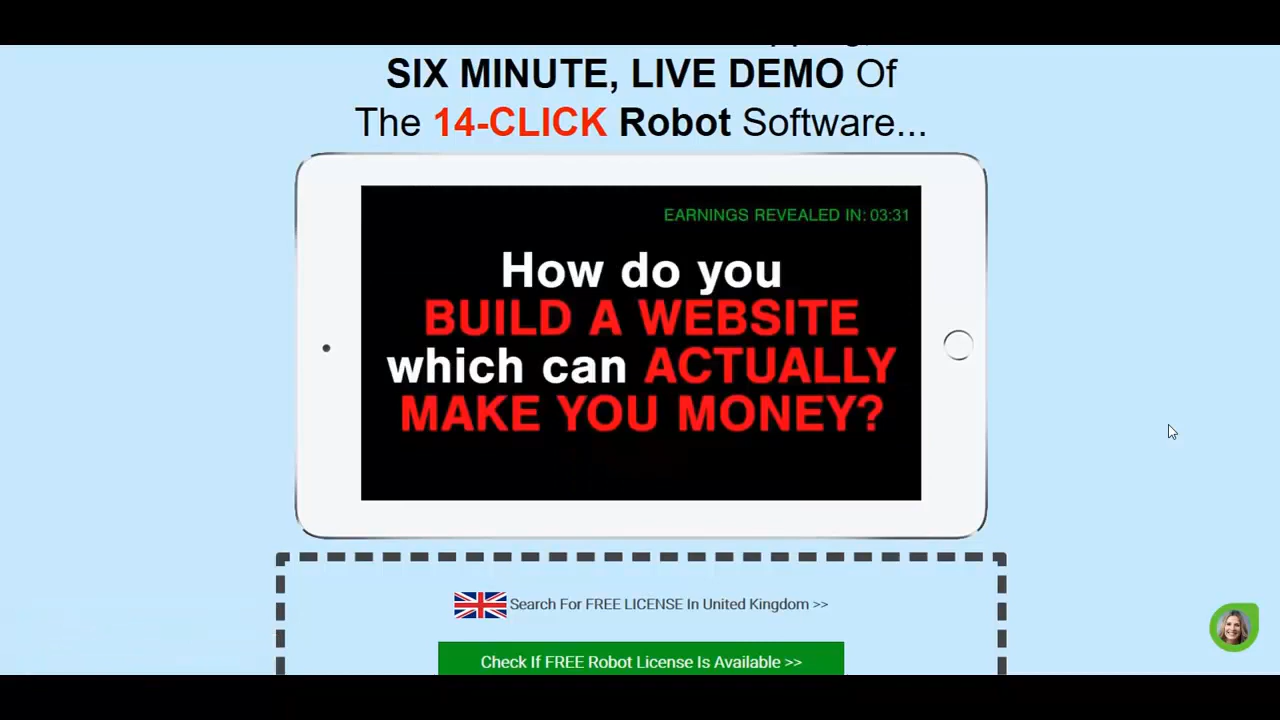 SIX MINUTE, LIVE DEMO Of
The 14-CLICK Robot Software...
EARNINGS REVEALED IN: 03:31
How do you
BUILD A WEBSITE
which can ACTUALLY
MAKE YOU MONEY?
Search For FREE LICENSE In United Kingdom >>
Check If FREE Robot License Is Available >>